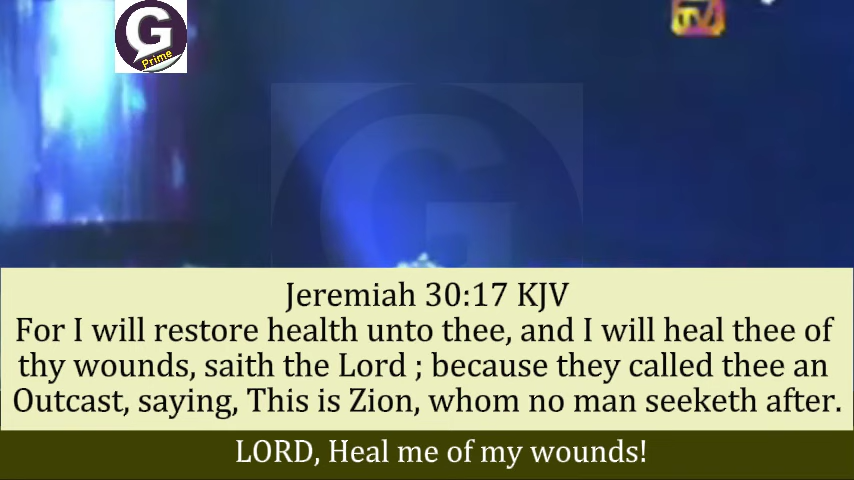 G
Prime
TV
G
Jeremiah 30:17 KJV
For I will restore health unto thee, and I will heal thee of
thy wounds, saith the Lord ; because they called thee an
Outcast, saying, This is Zion, whom no man seeketh after.
LORD, Heal me of my wounds!